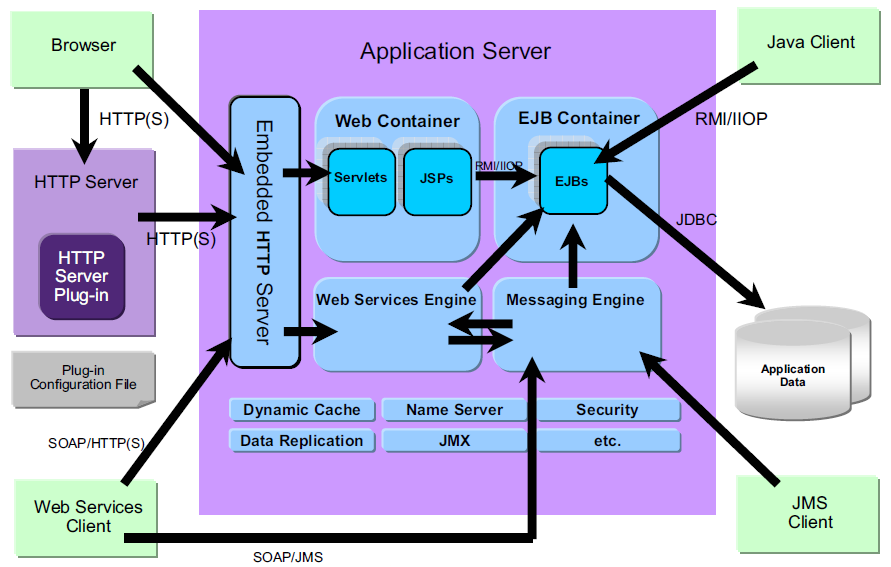 Browser
Application Server
Java Client
HTTP(S)
RMI/IIOP
Embedded HTTP Server
Web Container
EJB Container
Servlets
JSPs
RMI/IIOP
EJBs
HTTP Server
HTTP(S)
JDBC
HTTP
Server
Plug-in
Web Services Engine
Messaging Engine
Plug-in
Configuration File
Application
Data
Dynamic Cache
Name Server
Security
Data Replication
JMX
etc.
SOAP/HTTP(S)
Web Services
Client
SOAP/JMS
JMS
Client